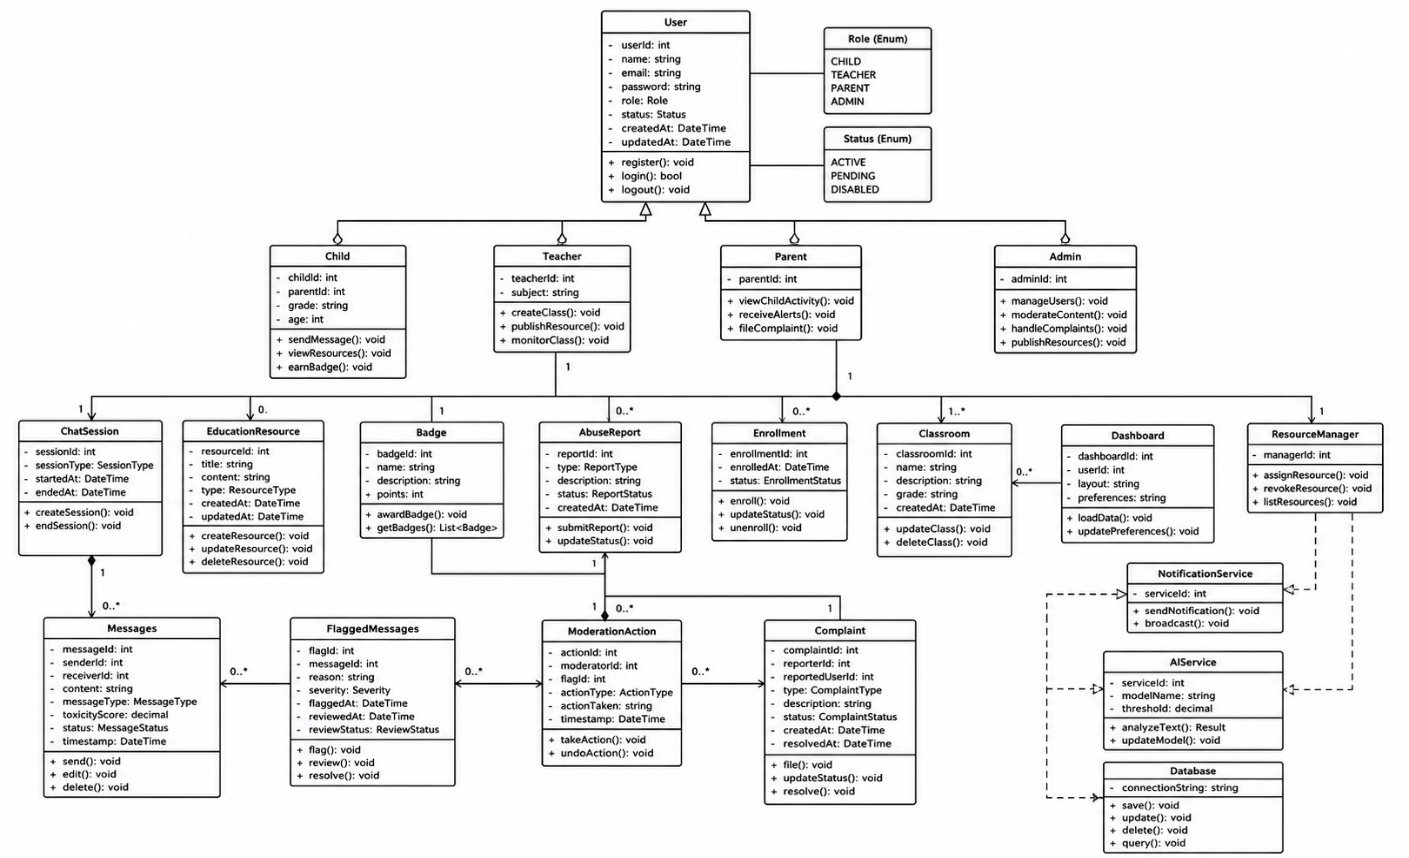 User
- userId: int
- name: string
- email: string
- password: string
- role: Role
- status: Status
- createdAt: DateTime
- updatedAt: DateTime
+ register(): void
+ login(): bool
+ logout(): void
Role (Enum)
CHILD
TEACHER
PARENT
ADMIN
Status (Enum)
ACTIVE
PENDING
DISABLED
Child
- childId: int
- parentId: int
- grade: string
- age: int
+ sendMessage(): void
+ viewResources(): void
+ earnBadge(): void
Teacher
- teacherId: int
- subject: string
+ createClass(): void
+ publishResource(): void
+ monitorClass(): void
Parent
- parentId: int
+ viewChildActivity(): void
+ receiveAlerts(): void
+ fileComplaint(): void
Admin
- adminId: int
+ manageUsers(): void
+ moderateContent(): void
+ handleComplaints(): void
+ publishResources(): void
1
1
1
0.
1
0..*
0..*
1..*
1
ChatSession
- sessionId: int
- sessionType: SessionType
- startedAt: DateTime
- endedAt: DateTime
+ createSession(): void
+ endSession(): void
EducationResource
- resourceId: int
- title: string
- content: string
- type: ResourceType
- createdAt: DateTime
- updatedAt: DateTime
+ createResource(): void
+ updateResource(): void
+ deleteResource(): void
Badge
- badgeId: int
- name: string
- description: string
- points: int
+ awardBadge(): void
+ getBadges(): List<Badge>
AbuseReport
- reportId: int
- type: ReportType
- description: string
- status: ReportStatus
- createdAt: DateTime
+ submitReport(): void
+ updateStatus(): void
Enrollment
- enrollmentId: int
- enrolledAt: DateTime
- status: EnrollmentStatus
+ enroll(): void
+ updateStatus(): void
+ unenroll(): void
Classroom
- classroomId: int
- name: string
- description: string
- grade: string
- createdAt: DateTime
+ updateClass(): void
+ deleteClass(): void
0..*
Dashboard
- dashboardId: int
- userId: int
- layout: string
- preferences: string
+ loadData(): void
+ updatePreferences(): void
ResourceManager
- managerId: int
+ assignResource(): void
+ revokeResource(): void
+ listResources(): void
1
0..*
1
1
0..*
1
Messages
- messageId: int
- senderId: int
- receiverId: int
- content: string
- messageType: MessageType
- toxicityScore: decimal
- status: MessageStatus
- timestamp: DateTime
+ send(): void
+ edit(): void
+ delete(): void
0..*
FlaggedMessages
- flagId: int
- messageId: int
- reason: string
- severity: Severity
- flaggedAt: DateTime
- reviewedAt: DateTime
- reviewStatus: ReviewStatus
+ flag(): void
+ review(): void
+ resolve(): void
0..*
ModerationAction
- actionId: int
- moderatorId: int
- flagId: int
- actionType: ActionType
- actionTaken: string
- timestamp: DateTime
+ takeAction(): void
+ undoAction(): void
0..*
Complaint
- complaintId: int
- reporterId: int
- reportedUserId: int
- type: ComplaintType
- description: string
- status: ComplaintStatus
- createdAt: DateTime
- resolvedAt: DateTime
+ file(): void
+ updateStatus(): void
+ resolve(): void
NotificationService
- serviceId: int
+ sendNotification(): void
+ broadcast(): void
AIService
- serviceId: int
- modelName: string
- threshold: decimal
+ analyzeText(): Result
+ updateModel(): void
Database
- connectionString: string
+ save(): void
+ update(): void
+ delete(): void
+ query(): void